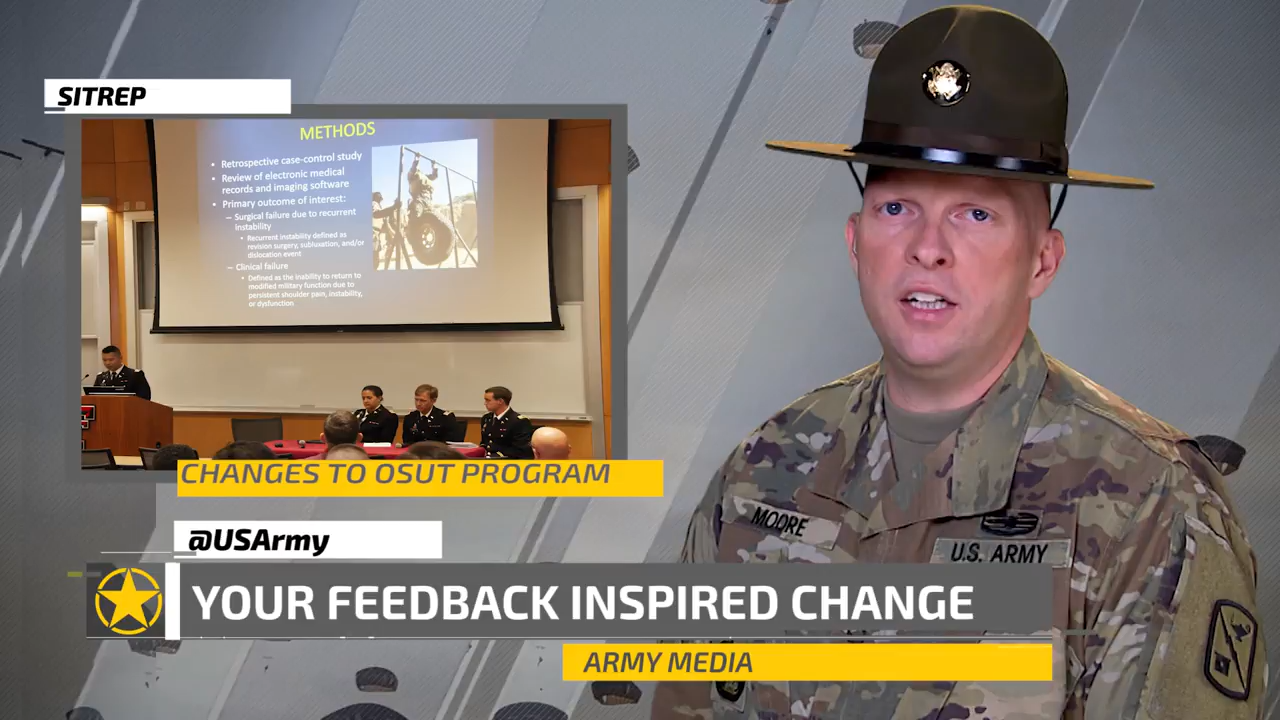 SITREP
METHODS
• Retrospective case-control study
• Review of electronic medical
records and imaging software
• Primary outcome of interest:
– Surgical failure due to recurrent
instability
• Recurrent instability defined as
revision surgery, subluxation, and/or
dislocation event
– Clinical failure
• Defined as the inability to return to
modified military function due to
persistent shoulder pain, instability,
or dysfunction
CHANGES TO OSUT PROGRAM
@USArmy
YOUR FEEDBACK INSPIRED CHANGE
ARMY MEDIA
MOORE
U.S. ARMY